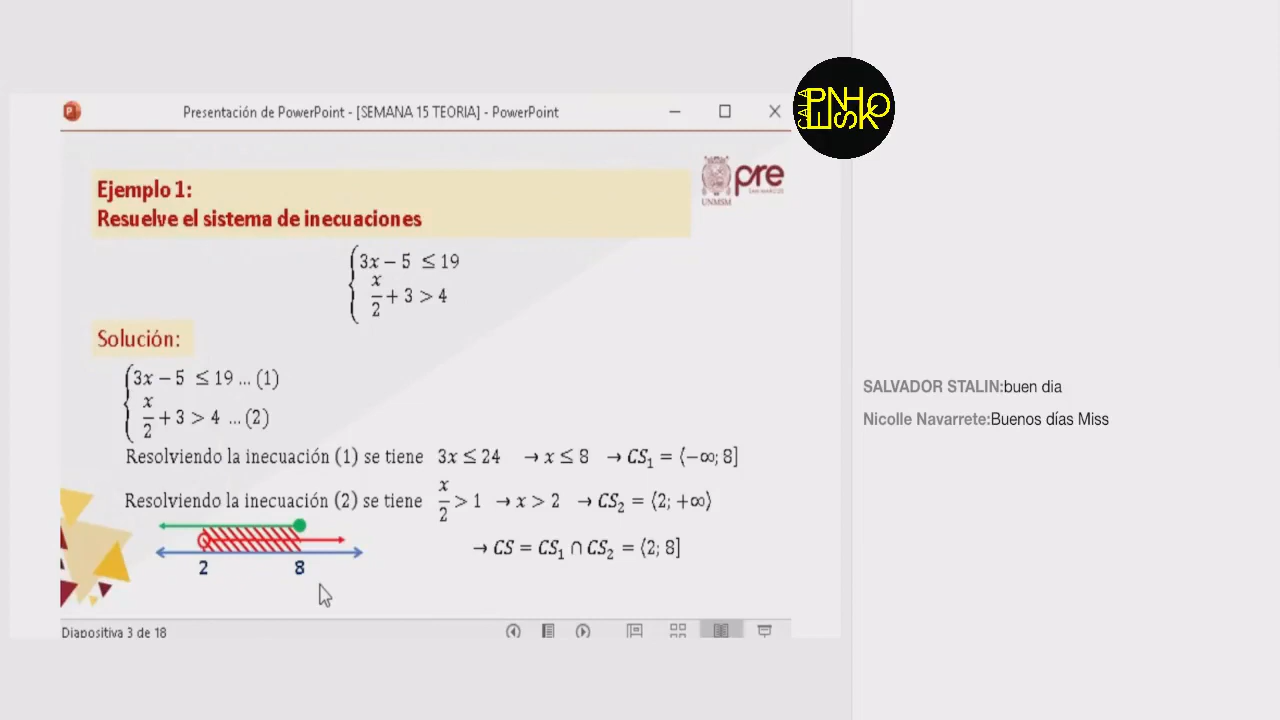 Presentación de PowerPoint - [SEMANA 15 TEORIA] - PowerPoint
Ejemplo 1:
Resuelve el sistema de inecuaciones
pre
SAN MARCOS
UNMSM
3x − 5 ≤ 19
x/2 + 3 > 4
Solución:
3x − 5 ≤ 19 ... (1)
x/2 + 3 > 4 ... (2)
Resolviendo la inecuación (1) se tiene 3x ≤ 24 → x ≤ 8 → CS₁ = ⟨−∞; 8]
Resolviendo la inecuación (2) se tiene x/2 > 1 → x > 2 → CS₂ = ⟨2; +∞⟩
→ CS = CS₁ ∩ CS₂ = ⟨2; 8]
2 8
Diapositiva 3 de 18
SALVADOR STALIN:buen dia
Nicolle Navarrete:Buenos días Miss